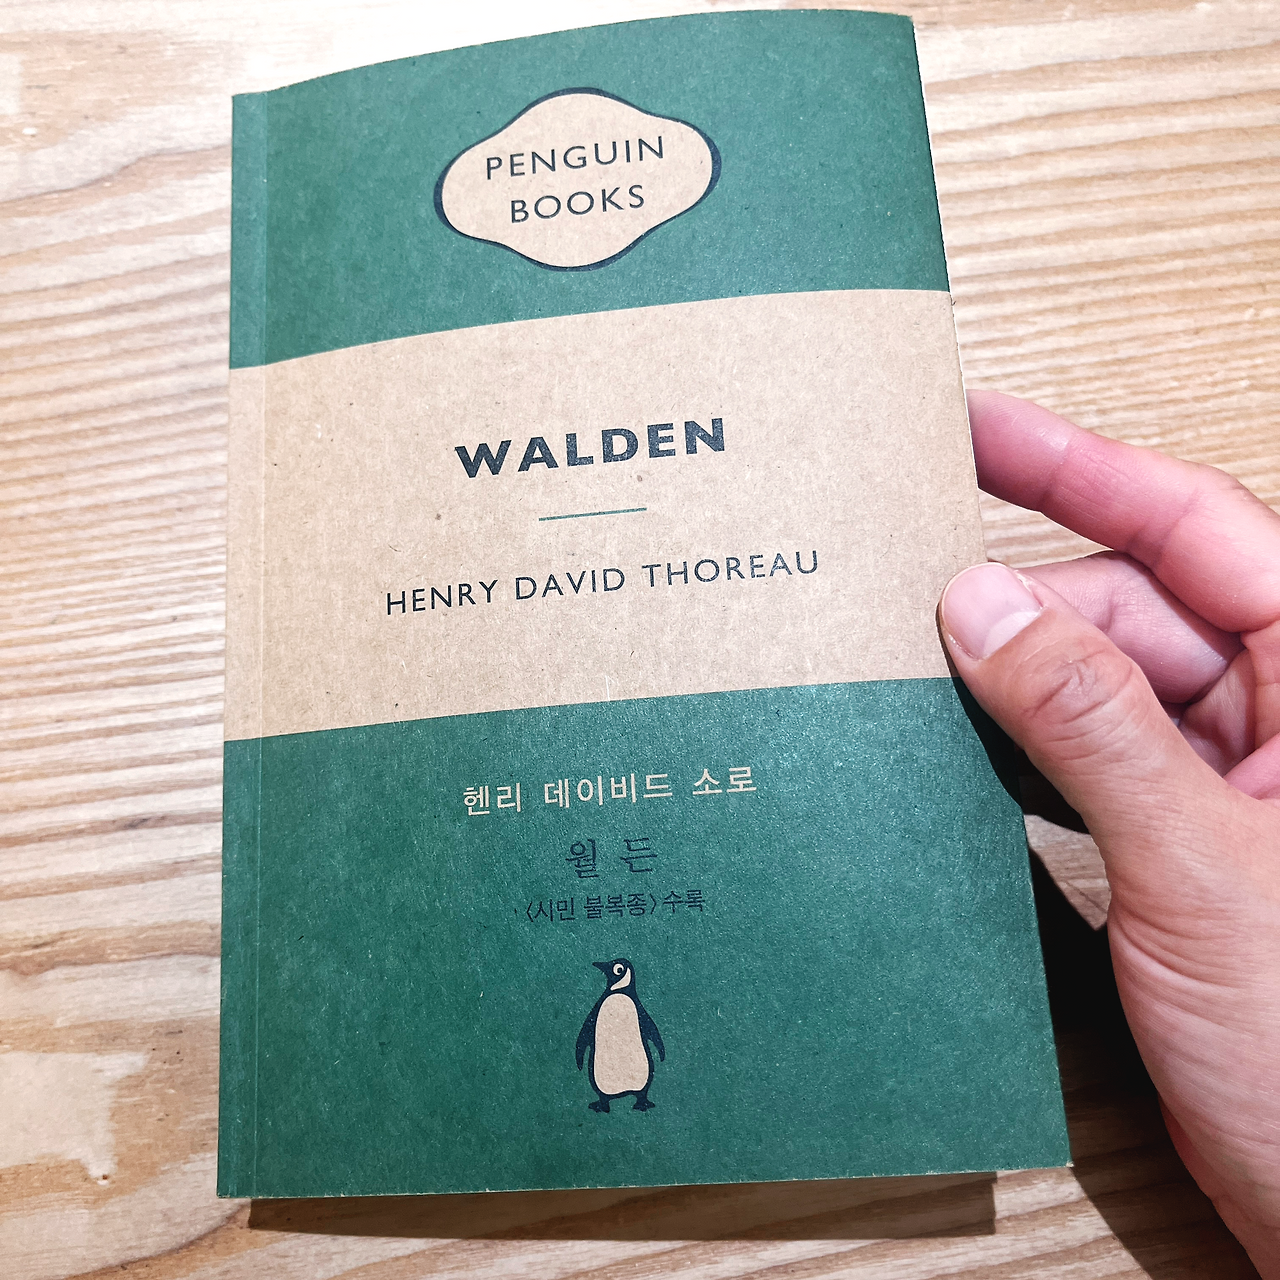 PENGUIN
BOOKS
WALDEN
HENRY DAVID THOREAU
헨리 데이비드 소로
월든
〈시민 불복종〉 수록